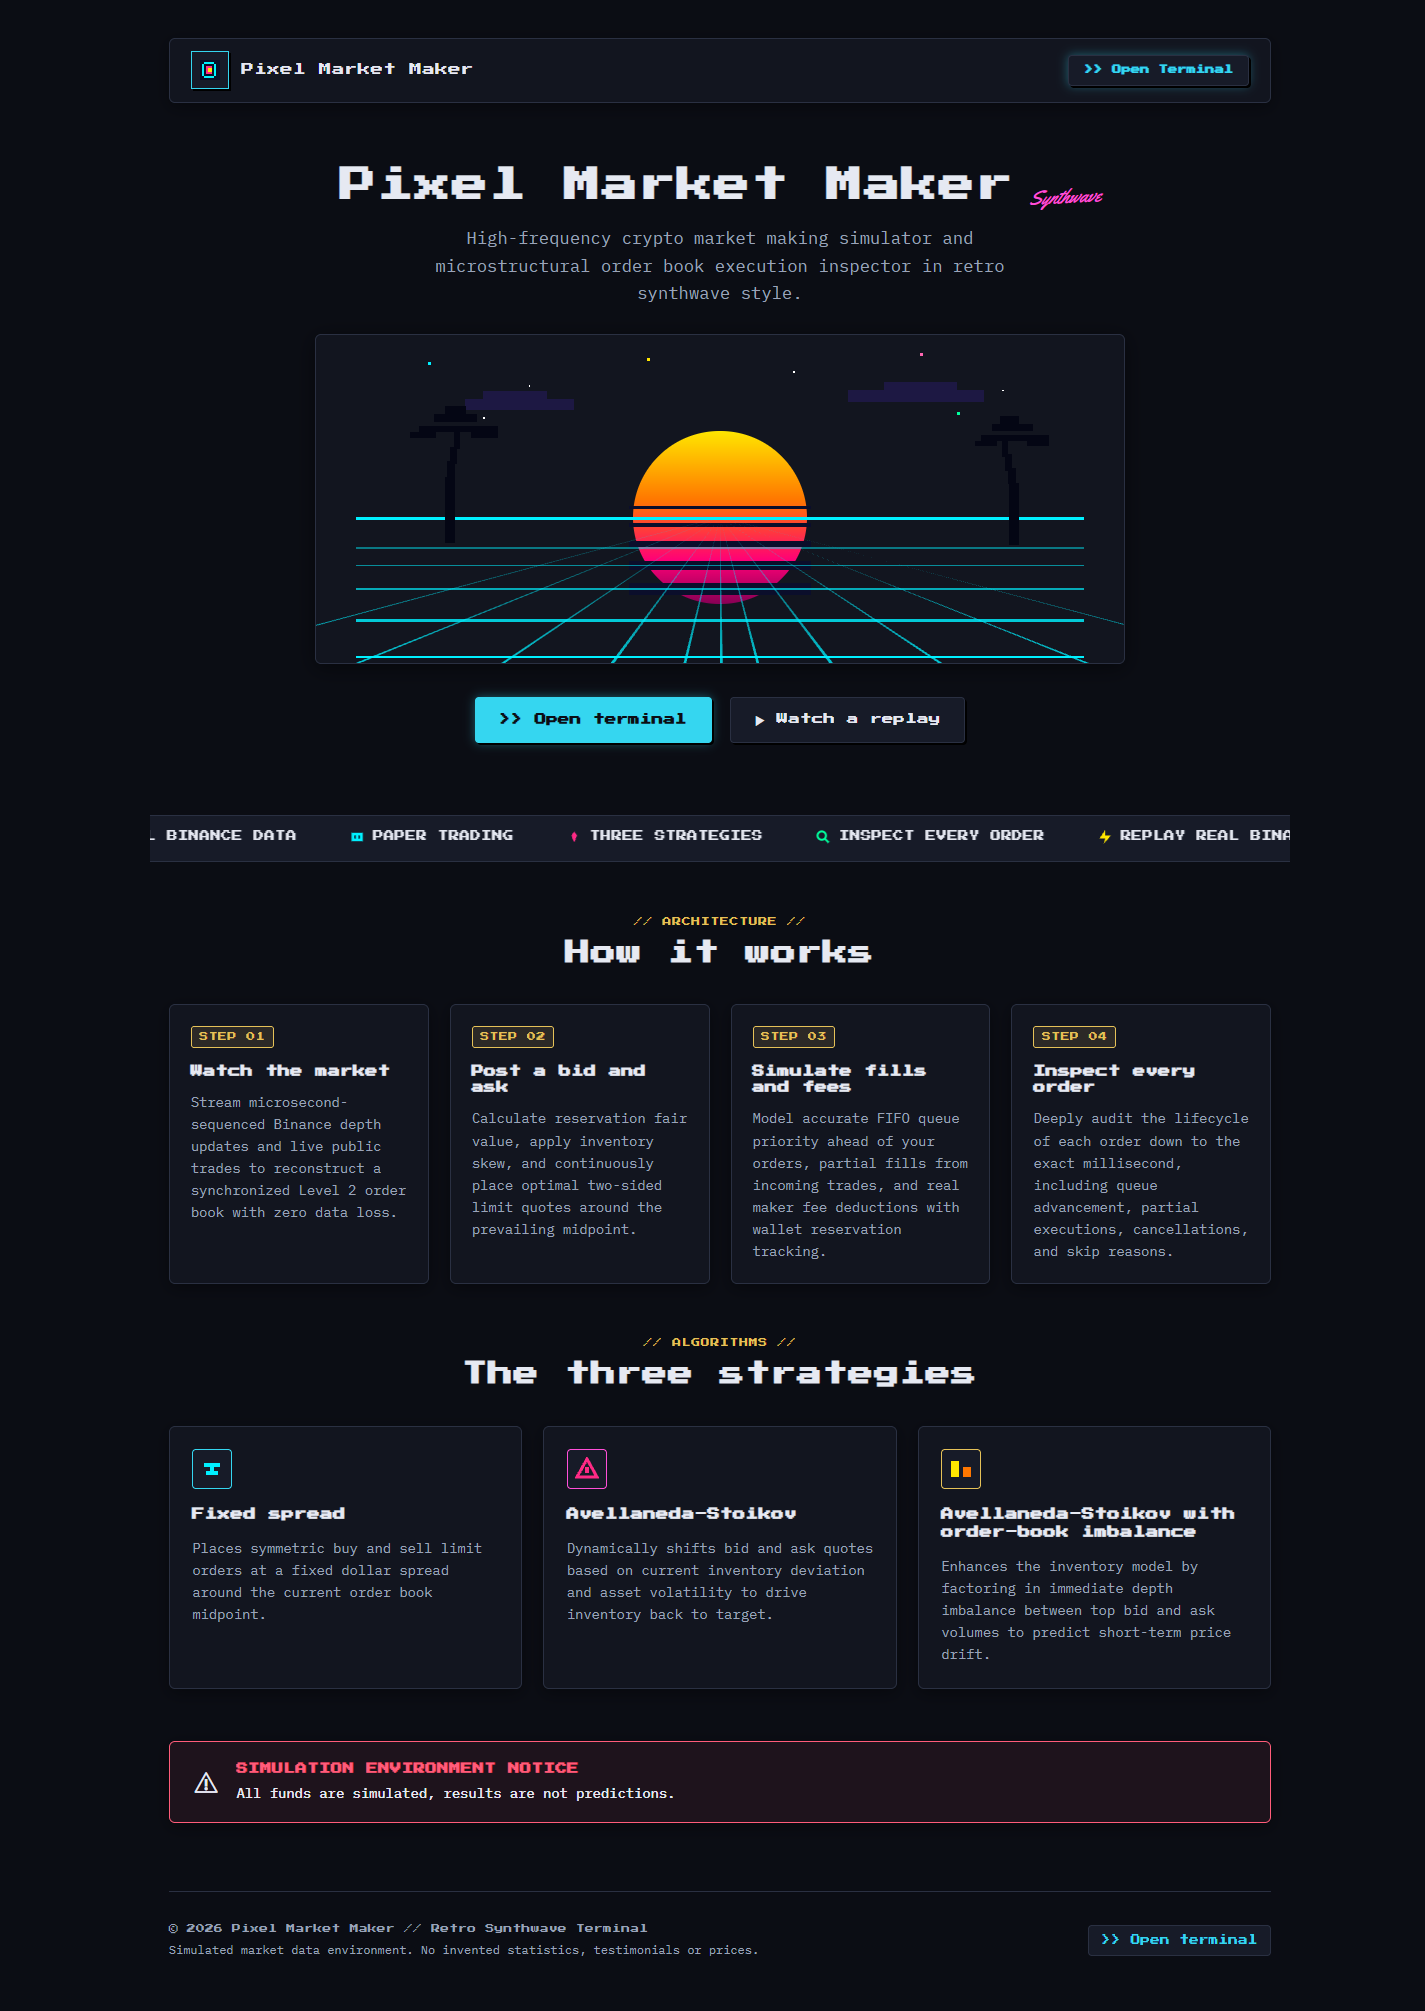 Pixel Market Maker
>> Open Terminal
Pixel Market Maker
Synthwave
High-frequency crypto market making simulator and
microstructural order book execution inspector in retro
synthwave style.
>> Open terminal
▶ Watch a replay
L BINANCE DATA
PAPER TRADING
THREE STRATEGIES
INSPECT EVERY ORDER
REPLAY REAL BINA
// ARCHITECTURE //
How it works
STEP 01
Watch the market
Stream microsecond-
sequenced Binance depth
updates and live public
trades to reconstruct a
synchronized Level 2 order
book with zero data loss.
STEP 02
Post a bid and
ask
Calculate reservation fair
value, apply inventory
skew, and continuously
place optimal two-sided
limit quotes around the
prevailing midpoint.
STEP 03
Simulate fills
and fees
Model accurate FIFO queue
priority ahead of your
orders, partial fills from
incoming trades, and real
maker fee deductions with
wallet reservation
tracking.
STEP 04
Inspect every
order
Deeply audit the lifecycle
of each order down to the
exact millisecond,
including queue
advancement, partial
executions, cancellations,
and skip reasons.
// ALGORITHMS //
The three strategies
Fixed spread
Places symmetric buy and sell limit
orders at a fixed dollar spread
around the current order book
midpoint.
Avellaneda-Stoikov
Dynamically shifts bid and ask quotes
based on current inventory deviation
and asset volatility to drive
inventory back to target.
Avellaneda-Stoikov with
order-book imbalance
Enhances the inventory model by
factoring in immediate depth
imbalance between top bid and ask
volumes to predict short-term price
drift.
SIMULATION ENVIRONMENT NOTICE
All funds are simulated, results are not predictions.
© 2026 Pixel Market Maker // Retro Synthwave Terminal
Simulated market data environment. No invented statistics, testimonials or prices.
>> Open terminal